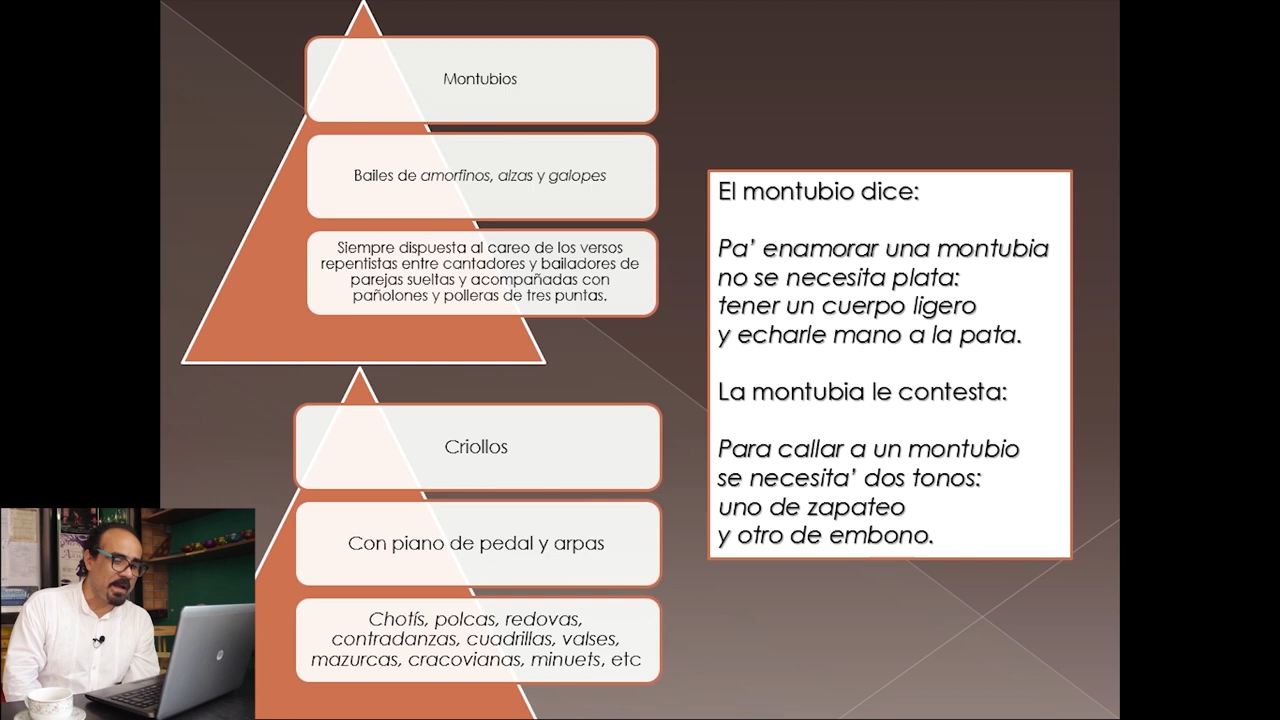 Montubios
Bailes de amorfinos, alzas y galopes
Siempre dispuesta al careo de los versos
repentistas entre cantadores y bailadores de
parejas sueltas y acompañadas con
pañolones y polleras de tres puntas.
Criollos
Con piano de pedal y arpas
Chotís, polcas, redovas,
contradanzas, cuadrillas, valses,
mazurcas, cracovianas, minuets, etc
El montubio dice:
Pa' enamorar una montubia
no se necesita plata:
tener un cuerpo ligero
y echarle mano a la pata.
La montubia le contesta:
Para callar a un montubio
se necesita' dos tonos:
uno de zapateo
y otro de embono.